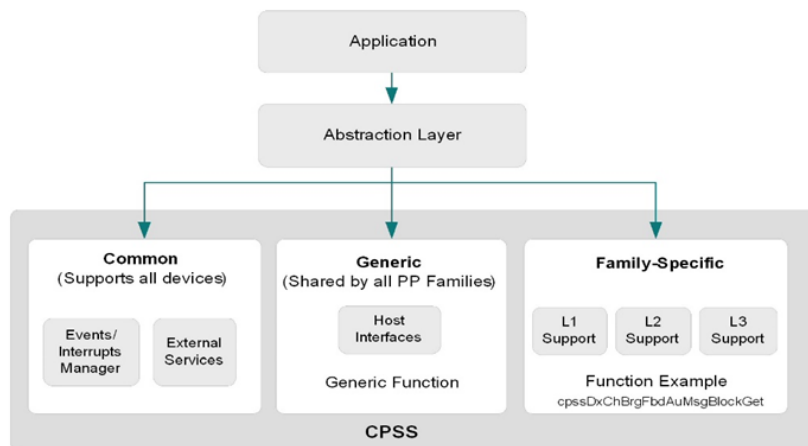 Application
Abstraction Layer
Common
(Supports all devices)
Events/
Interrupts
Manager
External
Services
Generic
(Shared by all PP Families)
Host
Interfaces
Generic Function
Family-Specific
L1
Support
L2
Support
L3
Support
Function Example
cpssDxChBrgFbdAuMsgBlockGet
CPSS